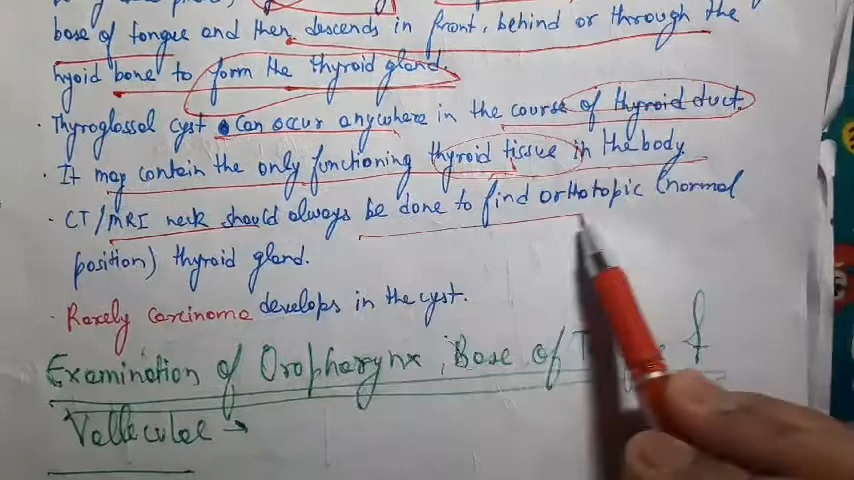 base of tongue and then descends in front, behind or through the
hyoid bone to form the thyroid gland.
· Thyroglossal cyst can occur anywhere in the course of thyroid duct.
· It may contain the only functioning thyroid tissue in the body.
· CT/MRI neck should always be done to find orthotopic (normal
position) thyroid gland.
· Rarely carcinoma develops in the cyst.
Examination of Oropharynx, Base of
Valleculae →